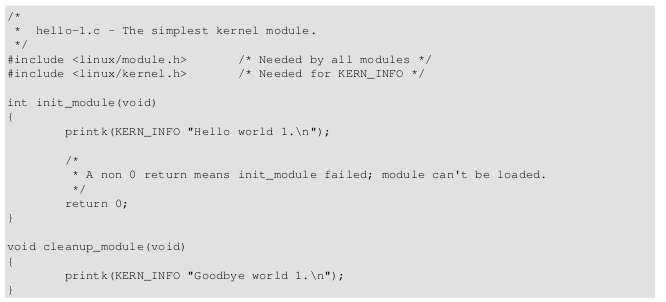 /*
 *  hello-1.c - The simplest kernel module.
 */
#include <linux/module.h>       /* Needed by all modules */
#include <linux/kernel.h>       /* Needed for KERN_INFO */

int init_module(void)
{
        printk(KERN_INFO "Hello world 1.\n");

        /*
         * A non 0 return means init_module failed; module can't be loaded.
         */
        return 0;
}

void cleanup_module(void)
{
        printk(KERN_INFO "Goodbye world 1.\n");
}